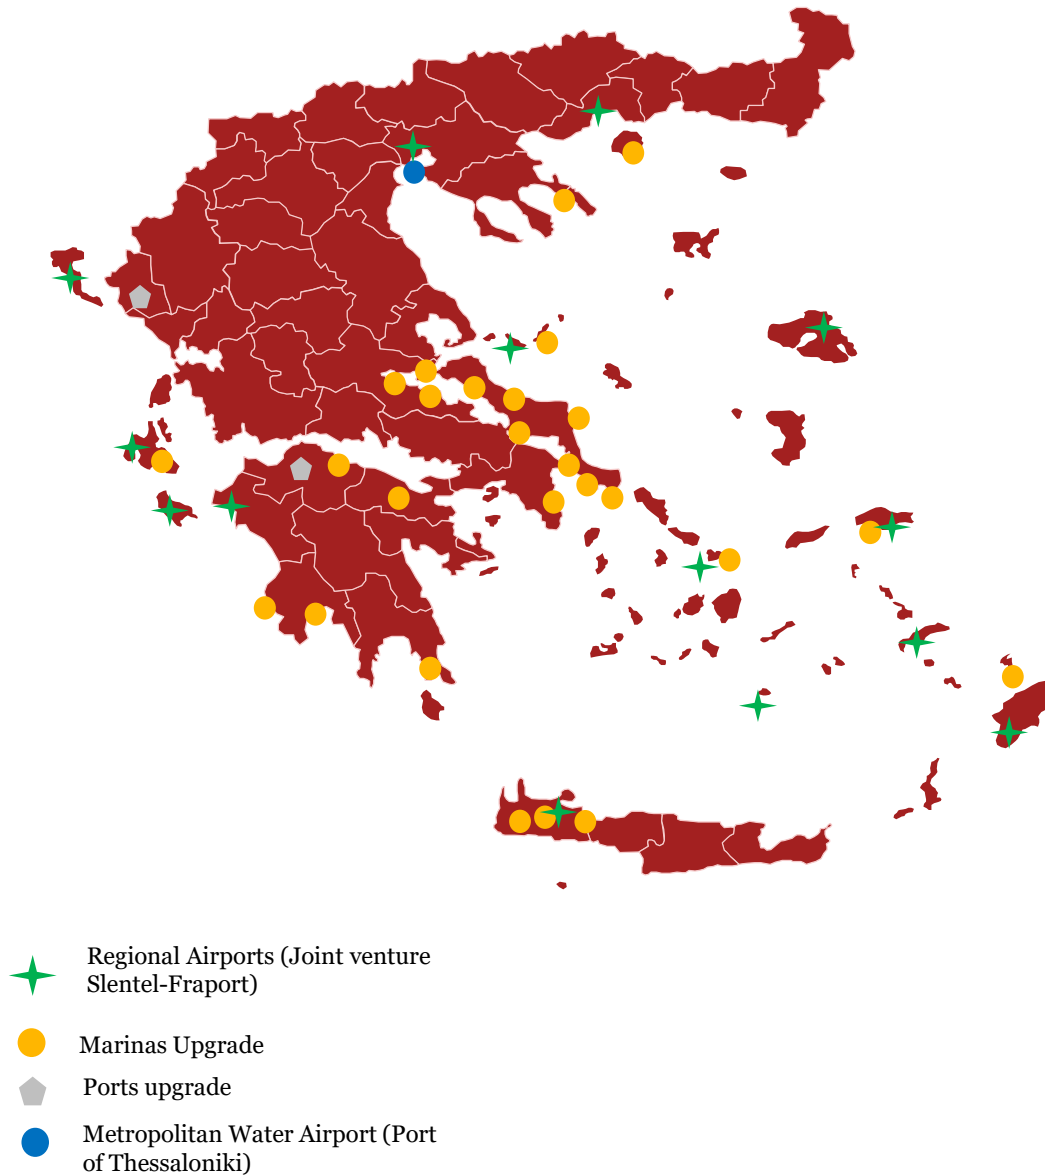 Regional Airports (Joint venture
Slentel-Fraport)
Marinas Upgrade
Ports upgrade
Metropolitan Water Airport (Port
of Thessaloniki)